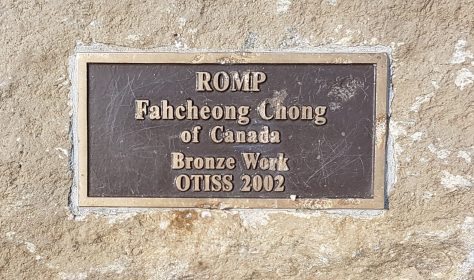 ROMP
Fahcheong Chong
of Canada
Bronze Work
OTISS 2002